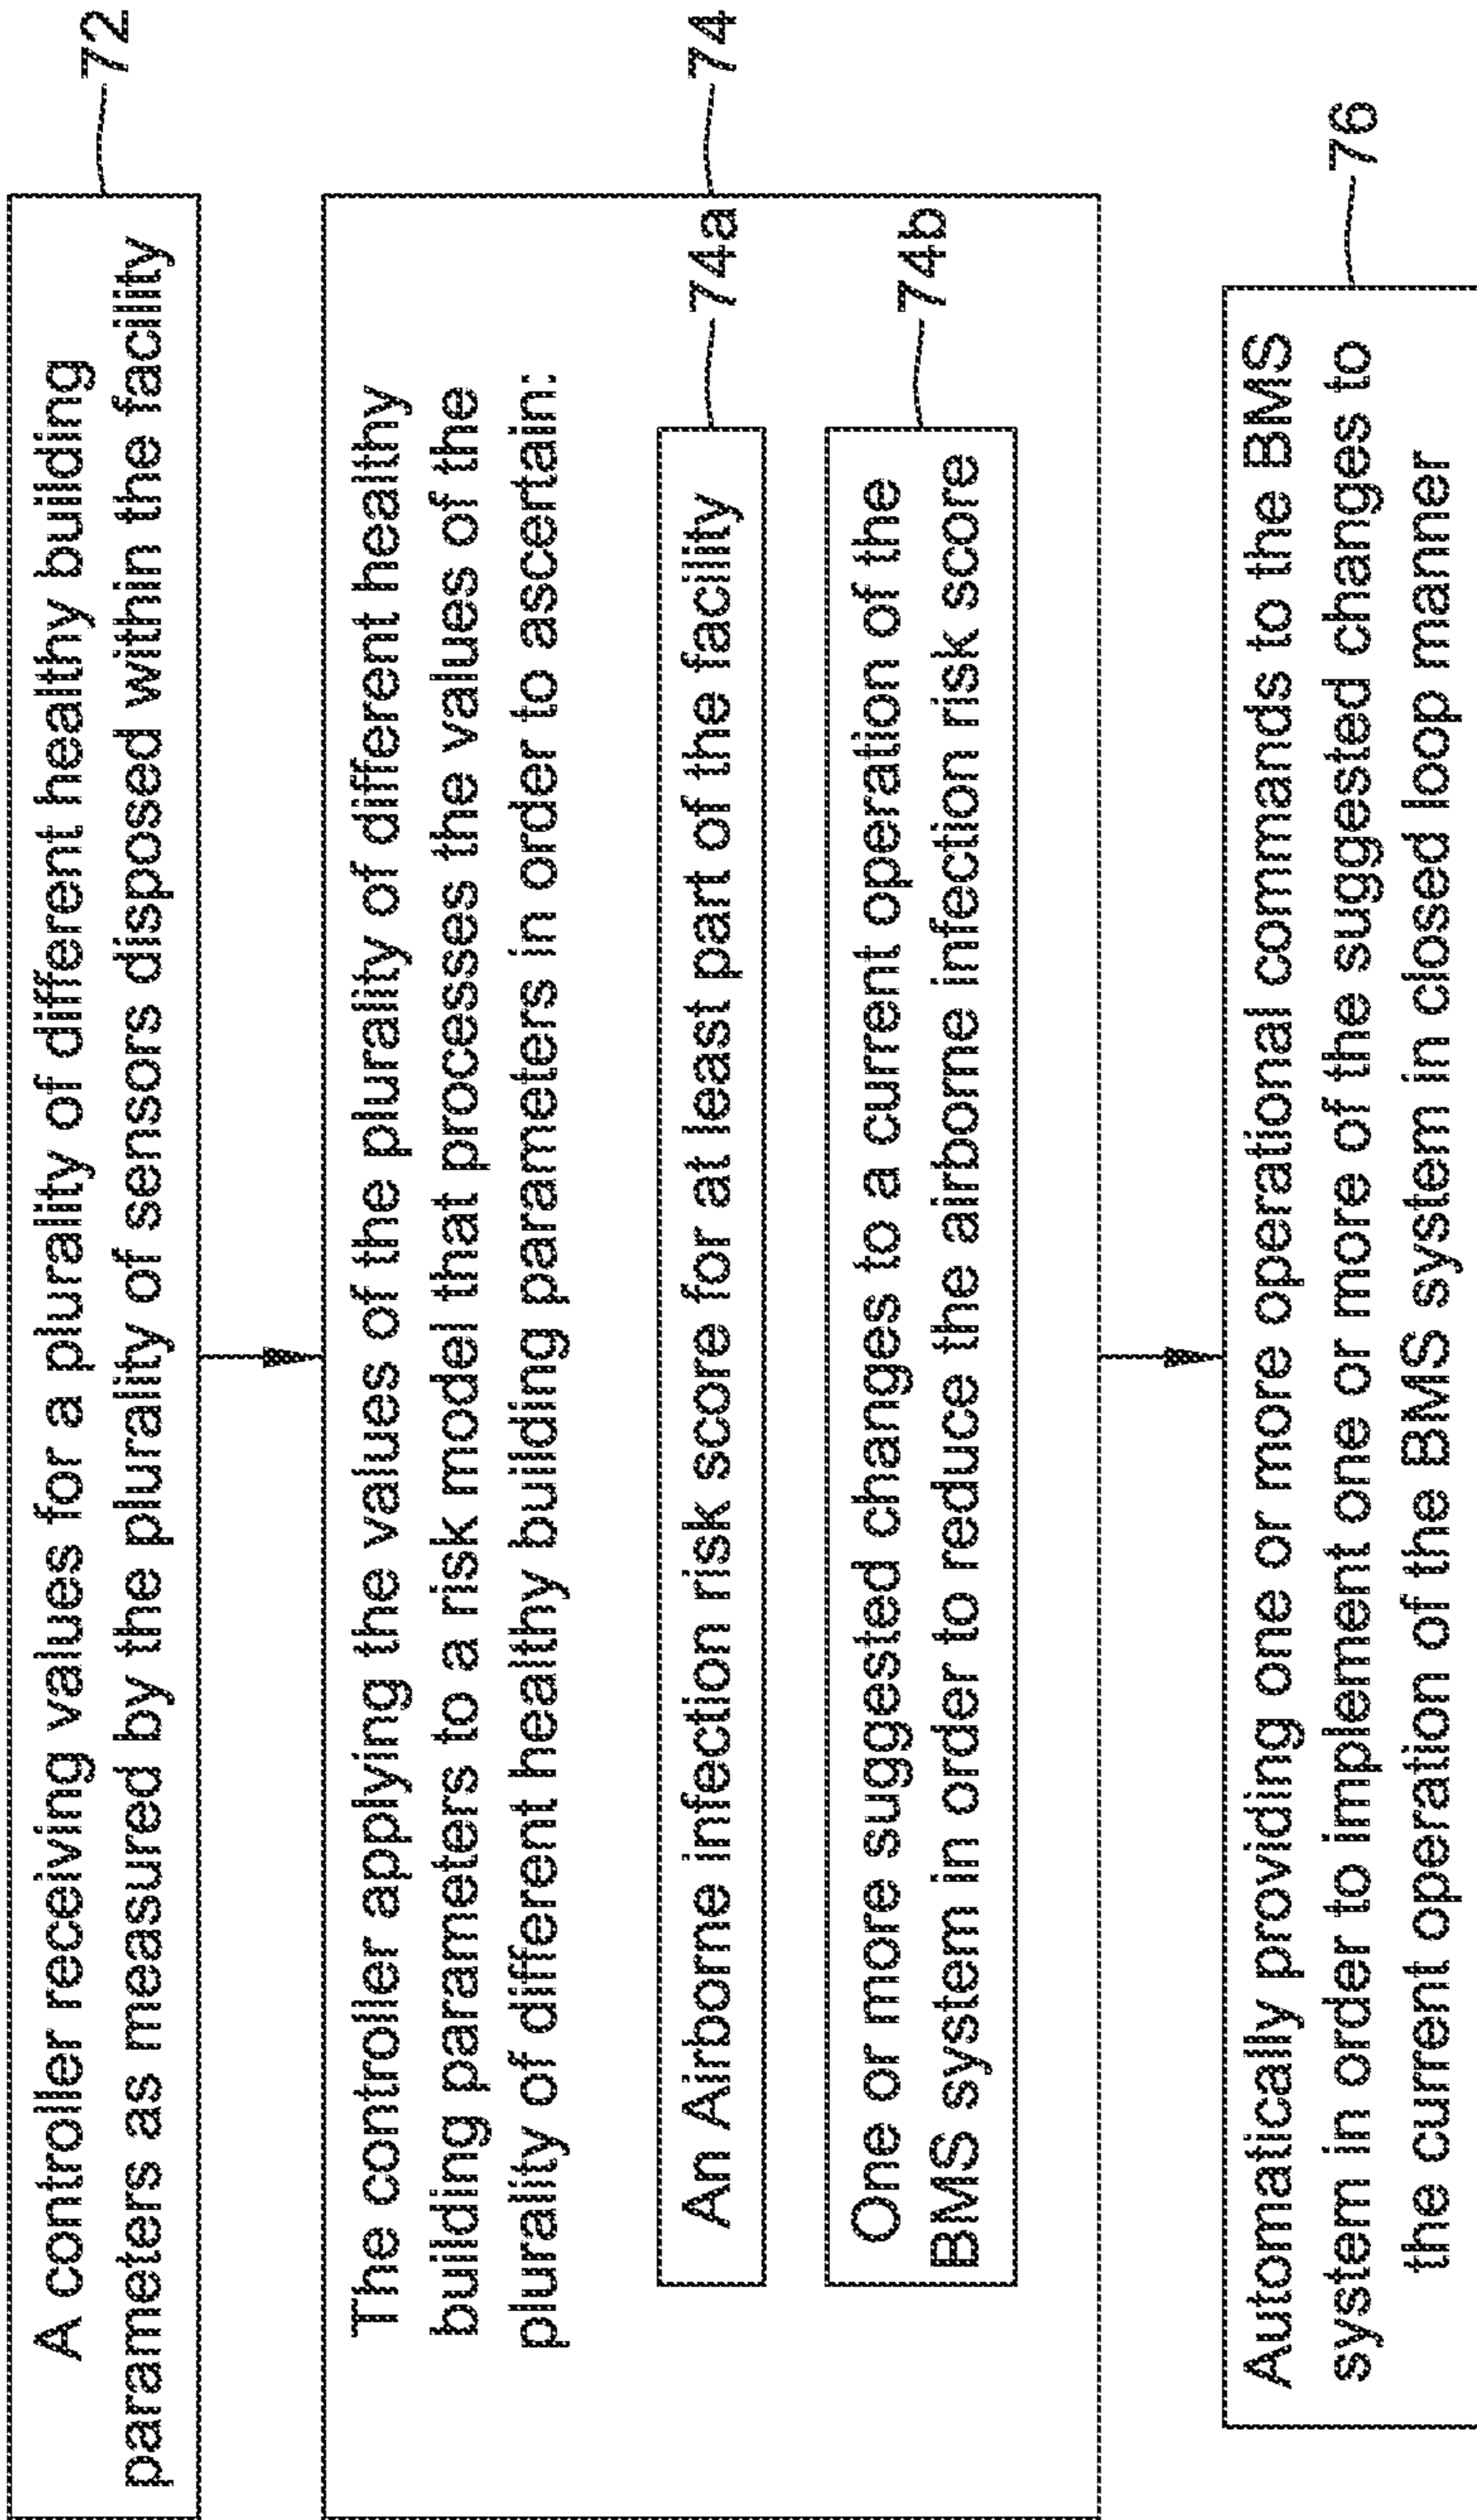 A controller receiving values for a plurality of different healthy building
parameters as measured by the plurality of sensors disposed within the facility
72
The controller applying the values of the plurality of different healthy
building parameters to a risk model that processes the values of the
plurality of different healthy building parameters in order to ascertain:
74
An Airborne infection risk score for at least part of the facility
74a
One or more suggested changes to a current operation of the
BMS system in order to reduce the airborne infection risk score
74b
Automatically providing one or more operational commands to the BMS
system in order to implement one or more of the suggested changes to
the current operation of the BMS system in closed loop manner
76